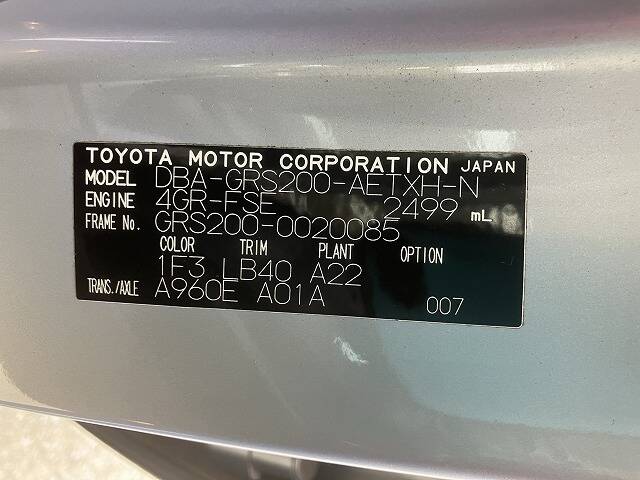 TOYOTA MOTOR CORPORATION JAPAN
MODEL DBA-GRS200-AETXH-N
ENGINE 4GR-FSE 2499 mL
FRAME No. GRS200-0020085
COLOR TRIM PLANT OPTION
1F3 LB40 A22
TRANS./AXLE A960E A01A 007